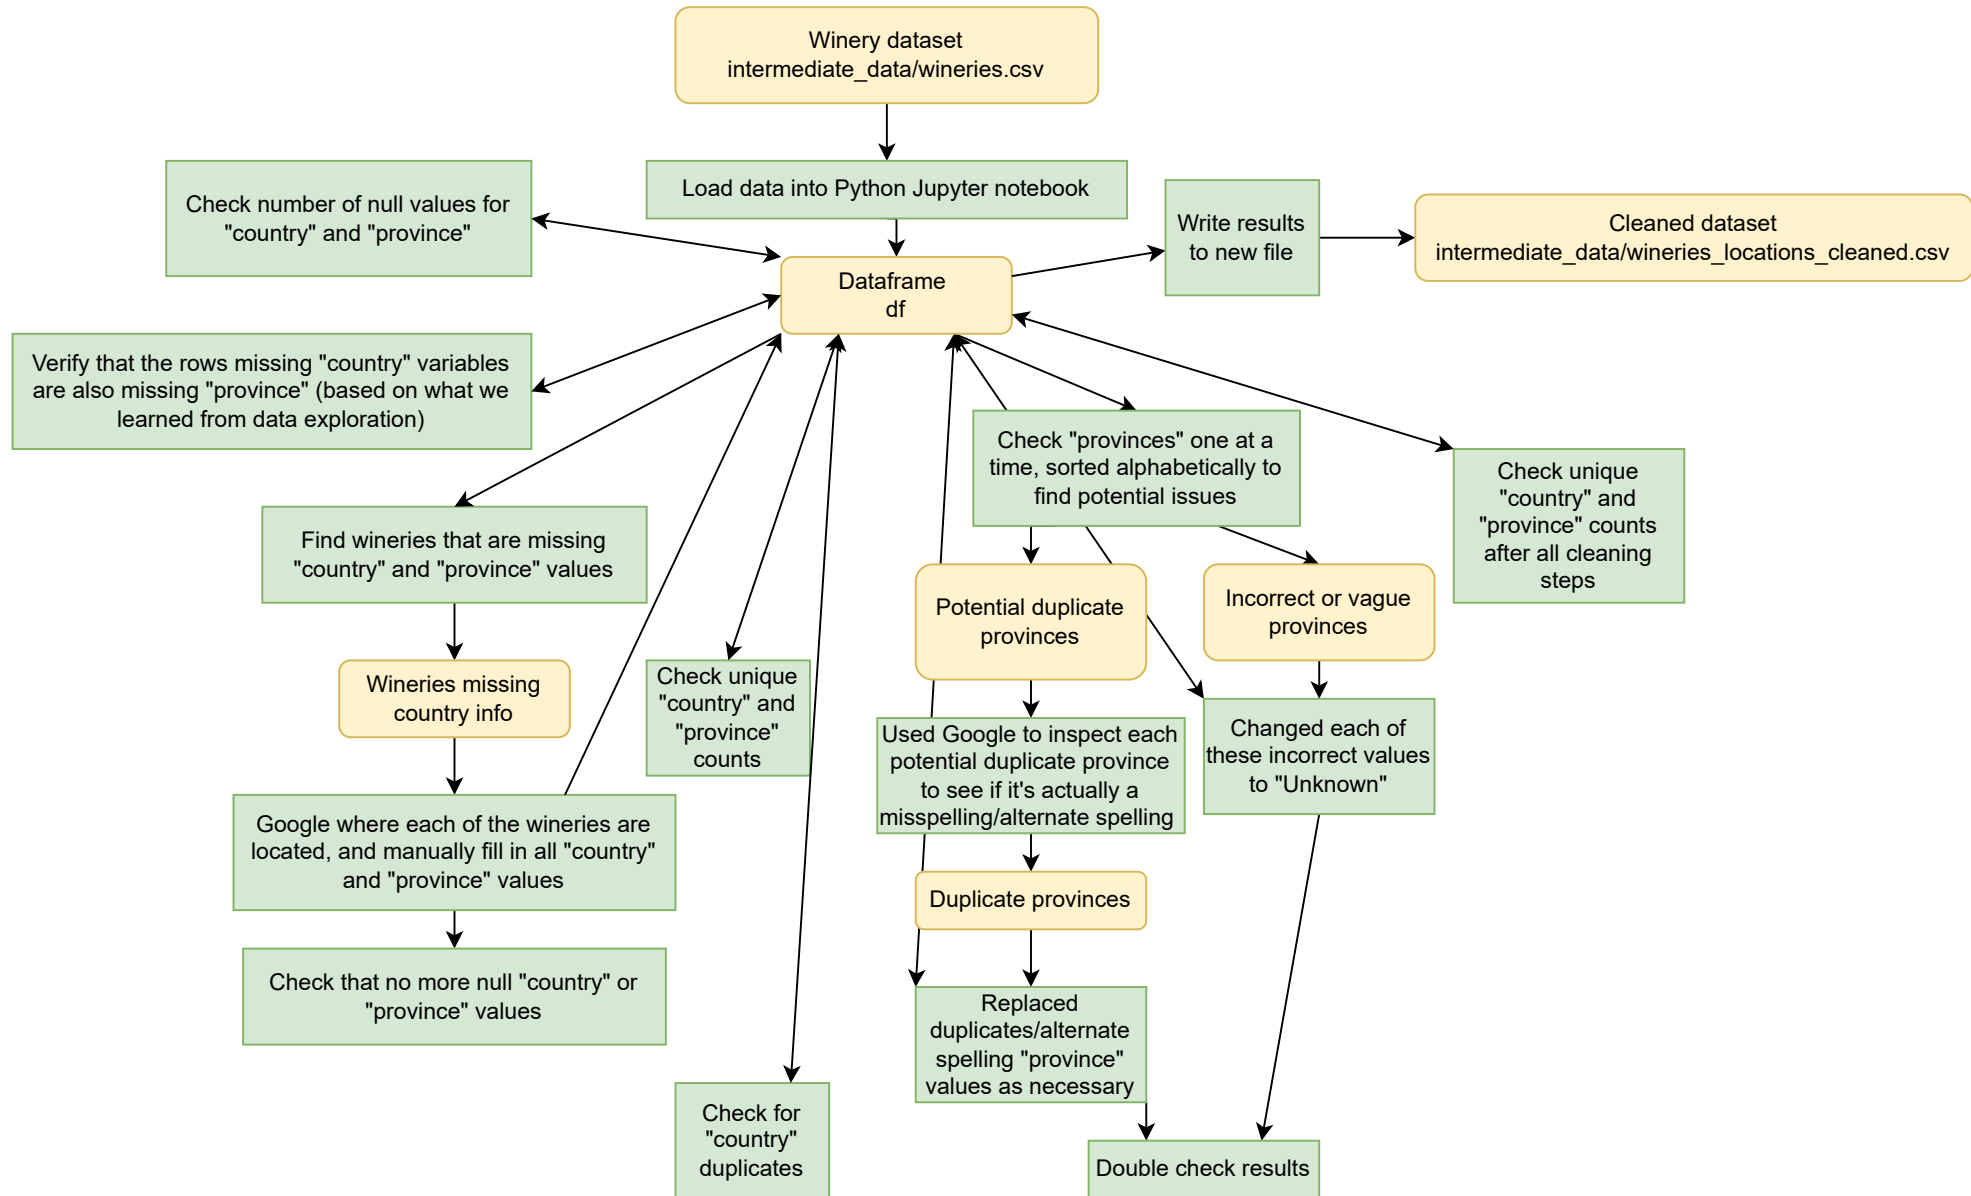 Winery dataset
intermediate_data/wineries.csv
Load data into Python Jupyter notebook
Check number of null values for
"country" and "province"
Write results
to new file
Cleaned dataset
intermediate_data/wineries_locations_cleaned.csv
Dataframe
df
Verify that the rows missing "country" variables
are also missing "province" (based on what we
learned from data exploration)
Check "provinces" one at a
time, sorted alphabetically to
find potential issues
Check unique
"country" and
"province" counts
after all cleaning
steps
Find wineries that are missing
"country" and "province" values
Potential duplicate
provinces
Incorrect or vague
provinces
Wineries missing
country info
Check unique
"country" and
"province"
counts
Used Google to inspect each
potential duplicate province
to see if it's actually a
misspelling/alternate spelling
Changed each of
these incorrect values
to "Unknown"
Google where each of the wineries are
located, and manually fill in all "country"
and "province" values
Duplicate provinces
Check that no more null "country" or
"province" values
Replaced
duplicates/alternate
spelling "province"
values as necessary
Check for
"country"
duplicates
Double check results